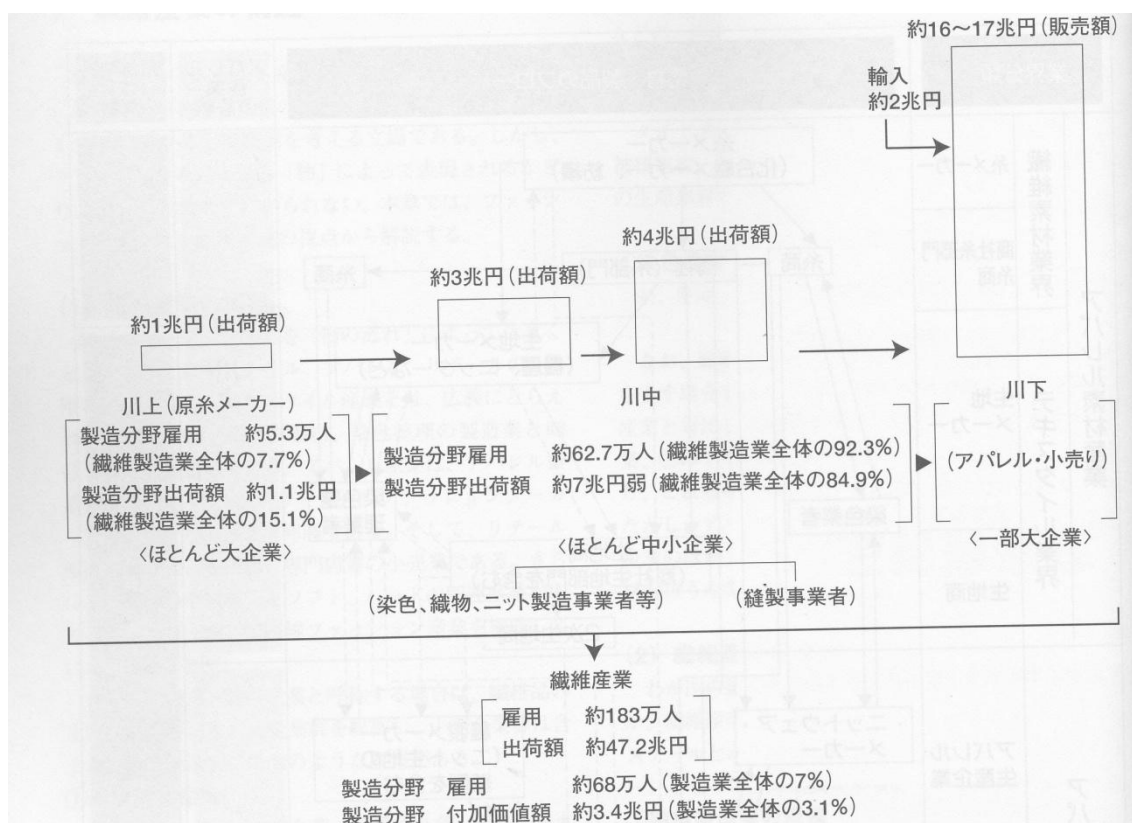 約16〜17兆円(販売額)
輸入
約2兆円
約4兆円(出荷額)
約3兆円(出荷額)
約1兆円(出荷額)
川上(原糸メーカー)
川中
川下
製造分野雇用 約5.3万人
(繊維製造業全体の7.7%)
製造分野出荷額 約1.1兆円
(繊維製造業全体の15.1%)
〈ほとんど大企業〉
製造分野雇用 約62.7万人(繊維製造業全体の92.3%)
製造分野出荷額 約7兆円弱(繊維製造業全体の84.9%)
〈ほとんど中小企業〉
(アパレル・・小売り)
〈一部大企業〉
(染色、織物、ニット製造事業者等)
(縫製事業者)
繊維産業
雇用 約183万人
出荷額 約47.2兆円
製造分野 雇用 約68万人(製造業全体の7%)
製造分野 付加価値額 約3.4兆円(製造業全体の3.1%)